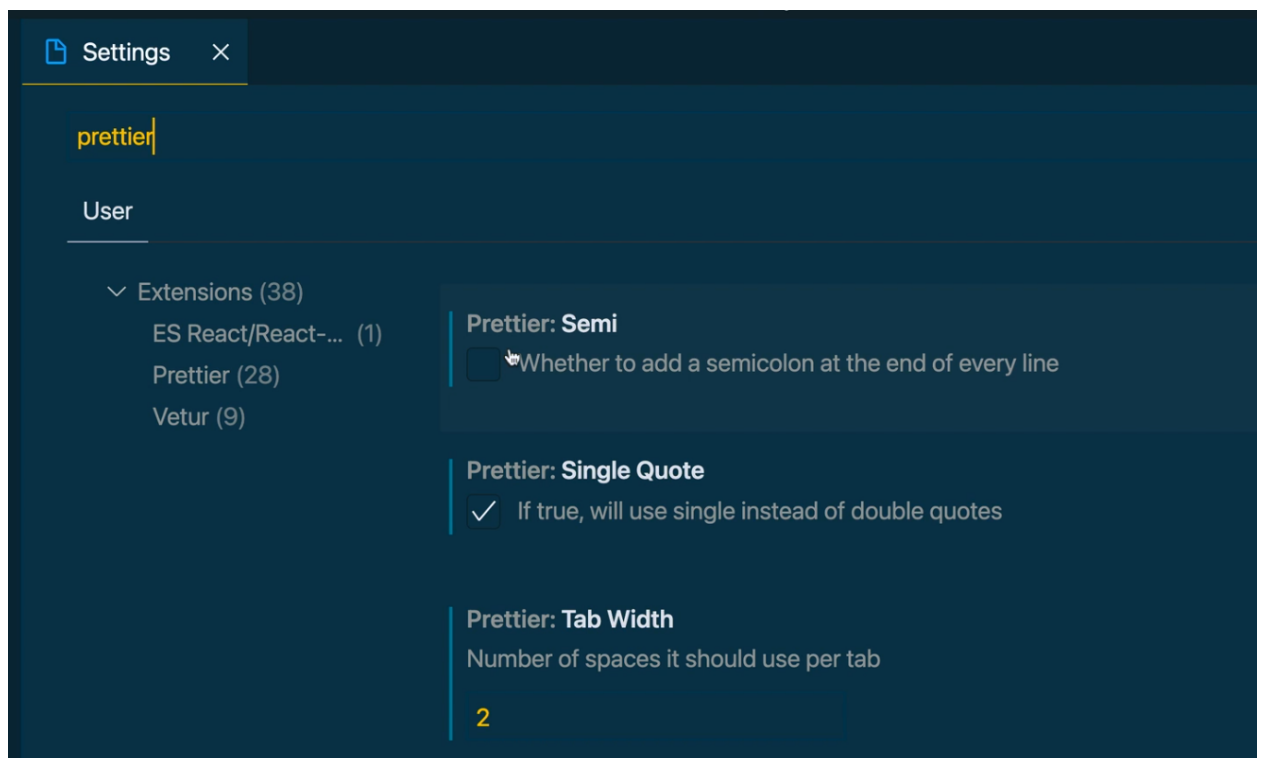 Settings
prettier
User
Extensions (38)
ES React/React-... (1)
Prettier (28)
Vetur (9)
Prettier: Semi
Whether to add a semicolon at the end of every line
Prettier: Single Quote
If true, will use single instead of double quotes
Prettier: Tab Width
Number of spaces it should use per tab
2